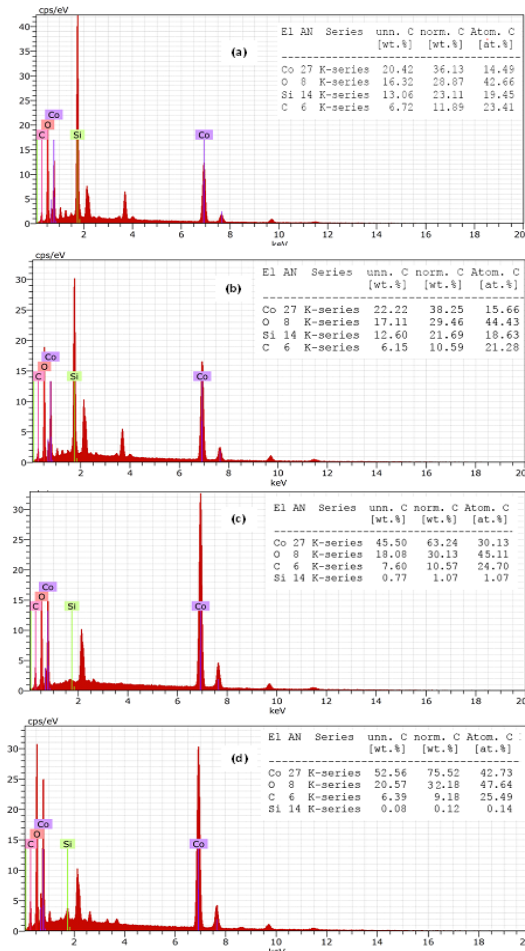 cps/eV
(a)
El AN Series unn. C norm. C Atom. C
[wt.%] [wt.%] [at.%]
Co 27 K-series 20.42 36.13 14.49
O 8 K-series 16.32 28.87 42.66
Si 14 K-series 13.06 23.11 19.45
C 6 K-series 6.72 11.89 23.41
40
35
30
25
20
15
10
5
0
C O Co Si Co
2 4 6 8 10 12 14 16 18 20
keV
cps/eV
(b)
El AN Series unn. C norm. C Atom. C
[wt.%] [wt.%] [at.%]
Co 27 K-series 22.22 38.25 15.66
O 8 K-series 17.11 29.46 44.43
Si 14 K-series 12.60 21.69 18.63
C 6 K-series 6.15 10.59 21.28
30
25
20
15
10
5
0
C O Co Si Co
2 4 6 8 10 12 14 16 18 20
keV
cps/eV
(c)
El AN Series unn. C norm. C Atom. C
[wt.%] [wt.%] [at.%]
Co 27 K-series 45.50 63.24 30.13
O 8 K-series 18.08 30.13 45.11
C 6 K-series 7.60 10.57 24.70
Si 14 K-series 0.77 1.07 1.07
30
25
20
15
10
5
0
C O Co Si Co
2 4 6 8 10 12 14 16 18 20
keV
cps/eV
(d)
El AN Series unn. C norm. C Atom. C
[wt.%] [wt.%] [at.%]
Co 27 K-series 52.56 75.52 42.73
O 8 K-series 20.57 32.18 47.64
C 6 K-series 6.39 9.18 25.49
Si 14 K-series 0.08 0.12 0.14
30
25
20
15
10
5
0
C O Co Si Co
2 4 6 8 10 12 14 16 18 20
keV